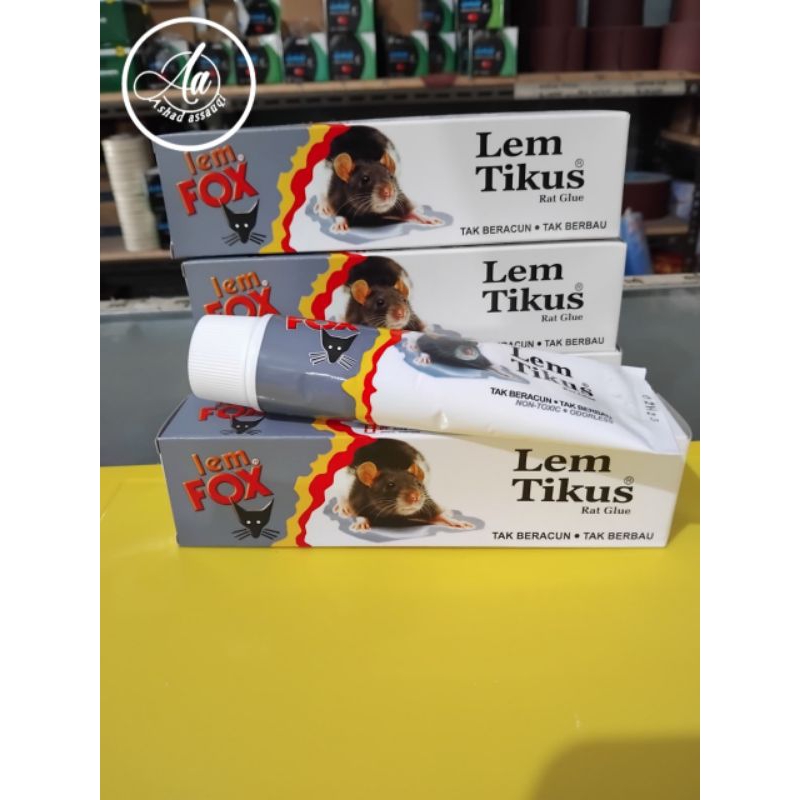 Aa
Ashad assauqi
lem
FOX
Lem
Tikus®
Rat Glue
TAK BERACUN • TAK BERBAU
lem
FOX
Lem
Tikus®
Rat Glue
TAK BERBAU
FOX
Lem
Tikus
TAK BERACUN • TAK BERBAU
NON-TOXIC • ODORLESS
FOX
lem
FOX
Lem
Tikus®
Rat Glue
TAK BERACUN • TAK BERBAU